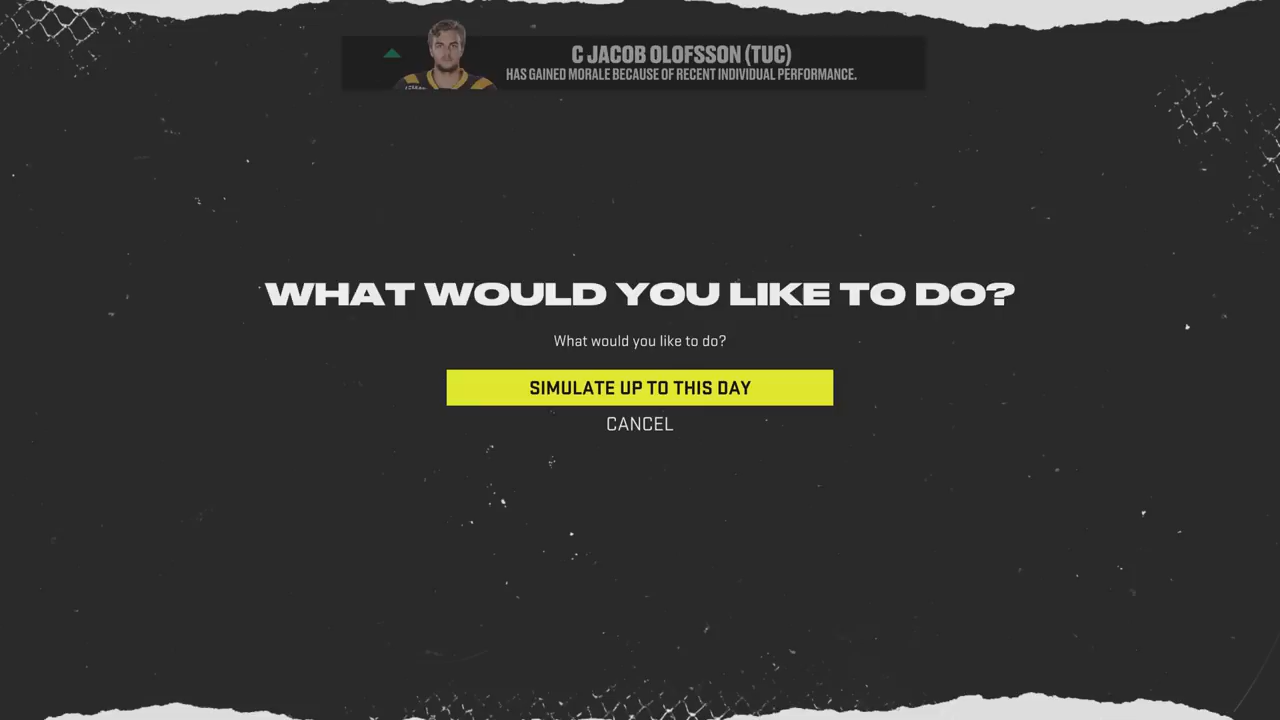 C JACOB OLOFSSON (TUC)
HAS GAINED MORALE BECAUSE OF RECENT INDIVIDUAL PERFORMANCE.
WHAT WOULD YOU LIKE TO DO?
What would you like to do?
SIMULATE UP TO THIS DAY
CANCEL